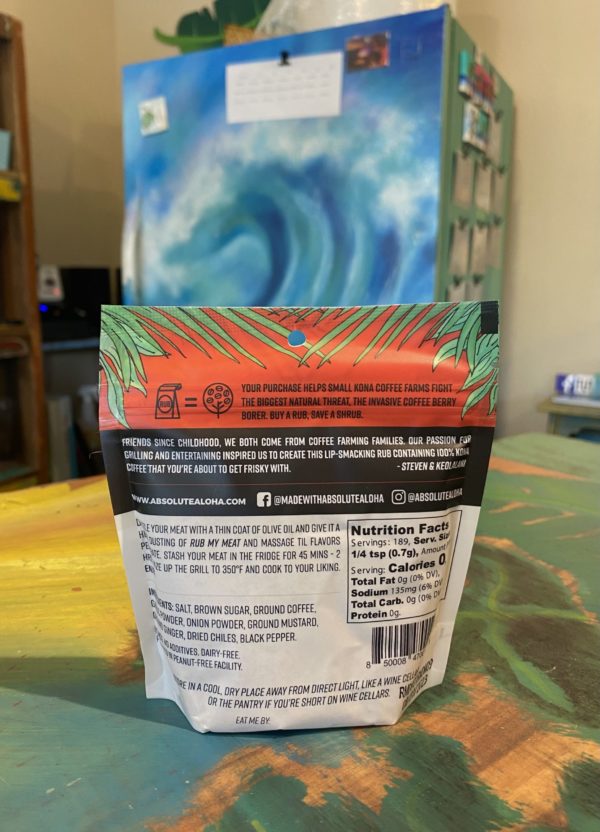 RUB
=
YOUR PURCHASE HELPS SMALL KONA COFFEE FARMS FIGHT
THE BIGGEST NATURAL THREAT, THE INVASIVE COFFEE BERRY
BORER. BUY A RUB, SAVE A SHRUB.
FRIENDS SINCE CHILDHOOD, WE BOTH COME FROM COFFEE FARMING FAMILIES. OUR PASSION FOR
GRILLING AND ENTERTAINING INSPIRED US TO CREATE THIS LIP-SMACKING RUB CONTAINING 100% KONA
COFFEE THAT YOU'RE ABOUT TO GET FRISKY WITH.
- STEVEN &
WWW.ABSOLUTEALOHA.COM
@MADEWITHABSOLUTEALOHA
@ABSOLUTEALOHA
YOUR MEAT WITH A THIN COAT OF OLIVE OIL AND GIVE IT A
DUSTING OF RUB MY MEAT AND MASSAGE TIL FLAVORS
STASH YOUR MEAT IN THE FRIDGE FOR 45 MINS - 2
UP THE GRILL TO 350°F AND COOK TO YOUR LIKING.
Nutrition Facts
Servings: 189, Serv. Size
1/4 tsp (0.7g), Amount
Serving: Calories 0,
Total Fat 0g (0% DV),
Sodium 135mg (6% DV),
Total Carb. 0g (0% DV),
Protein 0g.
SALT, BROWN SUGAR, GROUND COFFEE,
POWDER, ONION POWDER, GROUND MUSTARD,
GINGER, DRIED CHILES, BLACK PEPPER.
ADDITIVES. DAIRY-FREE.
IN PEANUT-FREE FACILITY.
8 50008
IN A COOL, DRY PLACE AWAY FROM DIRECT LIGHT, LIKE A WINE
OR THE PANTRY IF YOU'RE SHORT ON WINE CELLARS.
EAT ME BY: